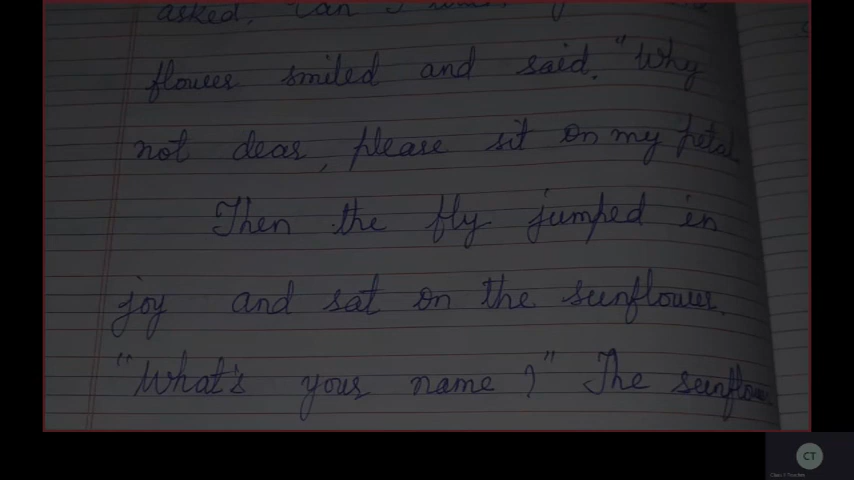 asked. Can I
flower smiled and said. "Why
not dear, please sit on my petal
Then the fly jumped in
joy and sat on the sunflower.
"What's your name ?" The sunflow
CT